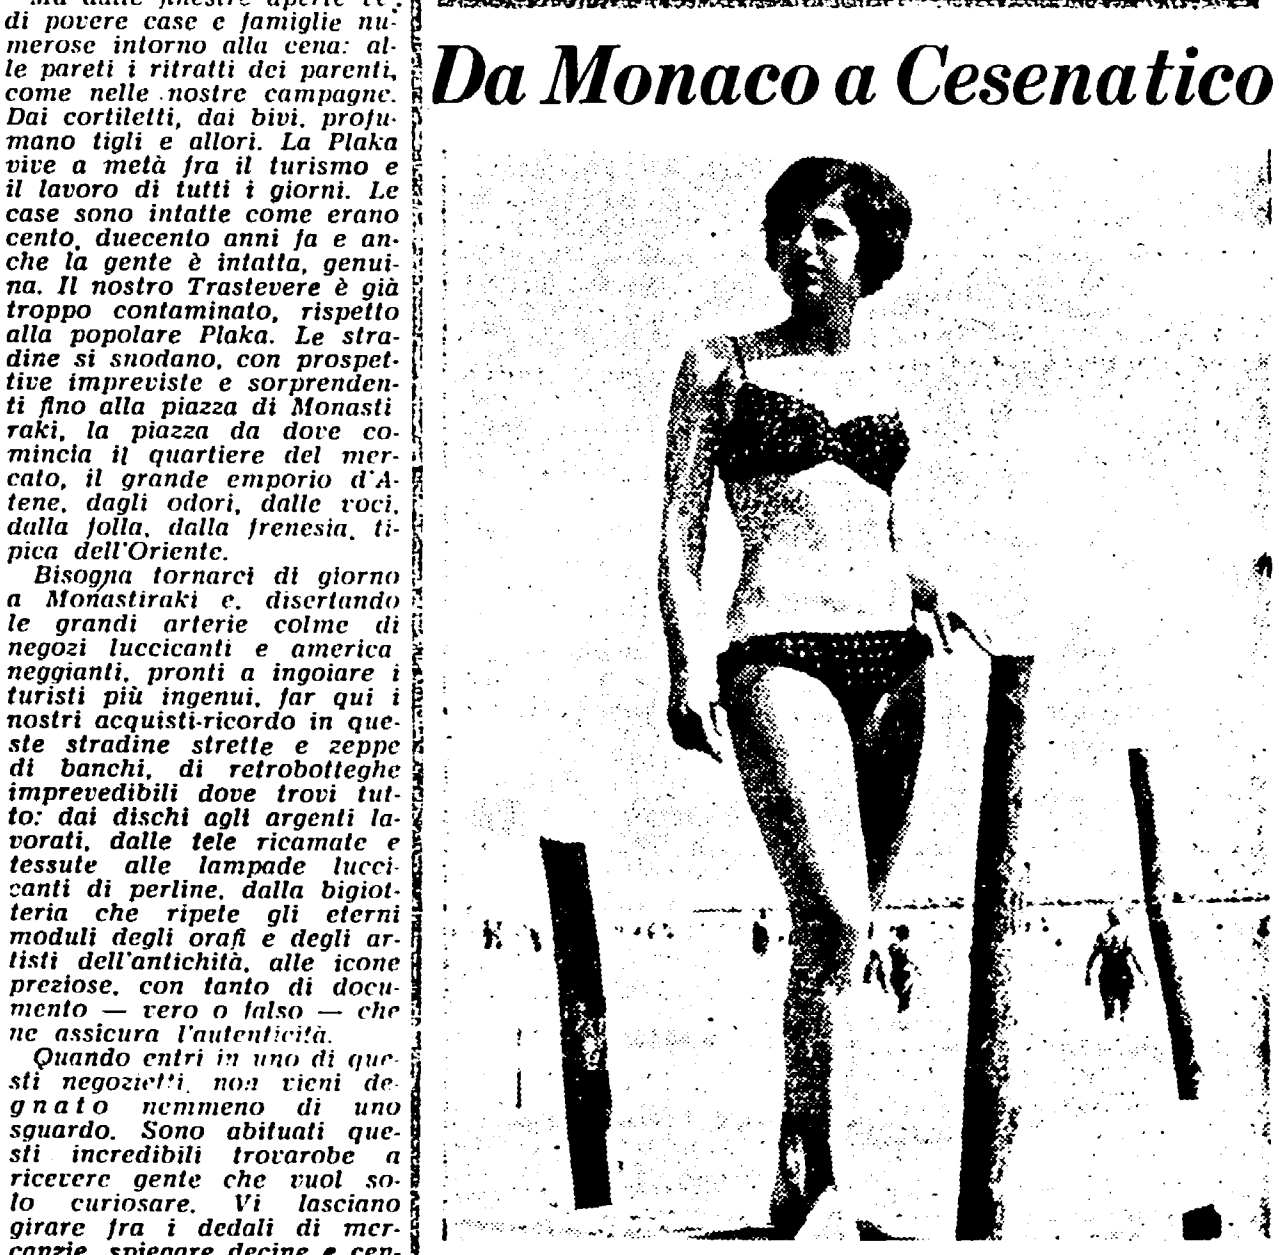 Ma dalle finestre aperte
di povere case e famiglie nu-
merose intorno alla cena: al-
le pareti i ritratti dei parenti,
come nelle nostre campagne.
Dai cortiletti, dai bivi, profu-
mano tigli e allori. La Plaka
vive a metà fra il turismo e
il lavoro di tutti i giorni. Le
case sono intatte come erano
cento, duecento anni fa e an-
che la gente è intatta, genui-
na. Il nostro Trastevere è già
troppo contaminato, rispetto
alla popolare Plaka. Le stra-
dine si snodano, con prospet-
tive impreviste e sorprenden-
ti fino alla piazza di Monasti
raki, la piazza da dove co-
mincia il quartiere del mer-
cato, il grande emporio d'A-
tene, dagli odori, dalle voci,
dalla folla, dalla frenesia, ti-
pica dell'Oriente.
Bisogna tornarci di giorno
a Monastiraki e, disertando
le grandi arterie colme di
negozi luccicanti e america
neggianti, pronti a ingoiare i
turisti più ingenui, far qui i
nostri acquisti-ricordo in que-
ste stradine strette e zeppe
di banchi, di retrobotteghe
imprevedibili dove trovi tut-
to: dai dischi agli argenti la-
vorati, dalle tele ricamate e
tessute alle lampade lucci-
canti di perline, dalla bigiot-
teria che ripete gli eterni
moduli degli orafi e degli ar-
tisti dell'antichità, alle icone
preziose, con tanto di docu-
mento — vero o falso — che
ne assicura l'autenticità.
Quando entri in uno di que-
sti negozietti, non vieni de-
gnato nemmeno di uno
sguardo. Sono abituati que-
sti incredibili trovarobe a
ricevere gente che vuol so-
lo curiosare. Vi lasciano
girare fra i dedali di mer-
canzie, spiegare decine e cen-
Da Monaco a Cesenatico